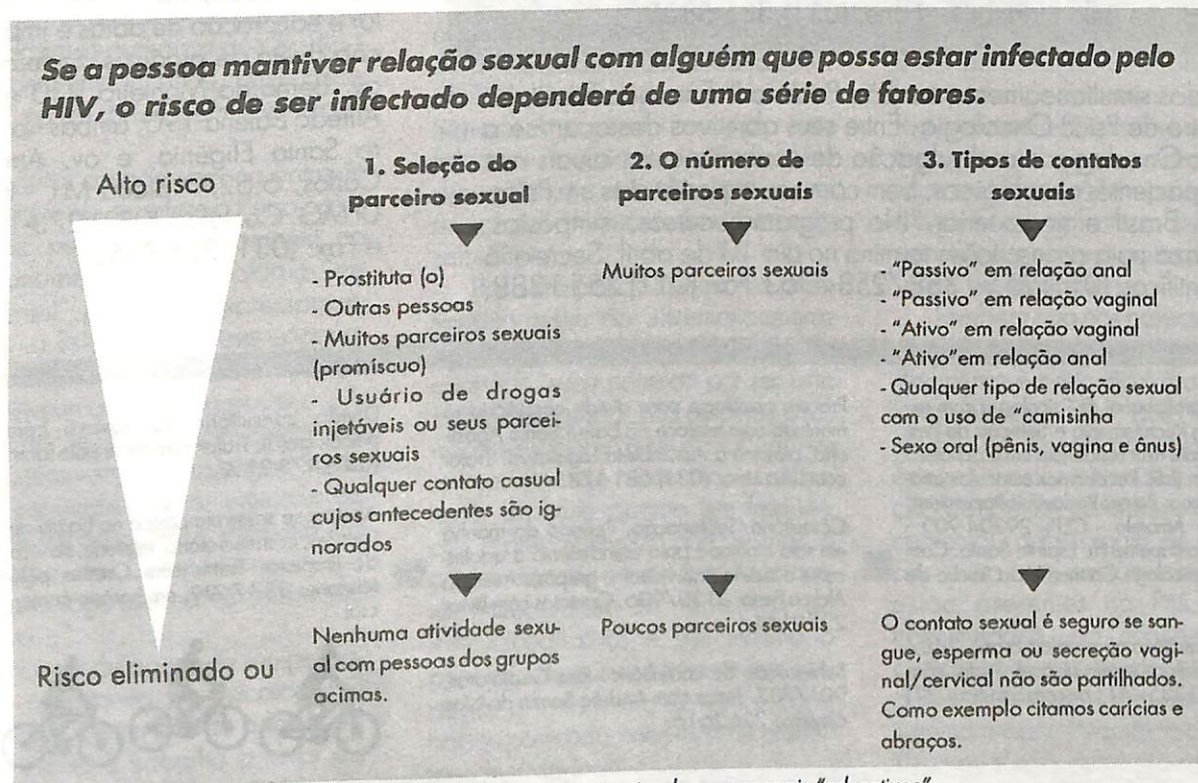 Se a pessoa mantiver relação sexual com alguém que possa estar infectado pelo
HIV, o risco de ser infectado dependerá de uma série de fatores.
Alto risco
Risco eliminado ou
1. Seleção do
parceiro sexual
- Prostituta (o)
- Outras pessoas
- Muitos parceiros sexuais
(promíscuo)
- Usuário de drogas
injetáveis ou seus parcei-
ros sexuais
- Qualquer contato casual
cujos antecedentes são ig-
norados
Nenhuma atividade sexu-
al com pessoas dos grupos
acimas.
2. O número de
parceiros sexuais
Muitos parceiros sexuais
Poucos parceiros sexuais
3. Tipos de contatos
sexuais
- "Passivo" em relação anal
- "Passivo" em relação vaginal
- "Ativo" em relação vaginal
- "Ativo"em relação anal
- Qualquer tipo de relação sexual
com o uso de "camisinha
- Sexo oral (pênis, vagina e ânus)
O contato sexual é seguro se san-
gue, esperma ou secreção vagi-
nal/cervical não são partilhados.
Como exemplo citamos carícias e
abraços.